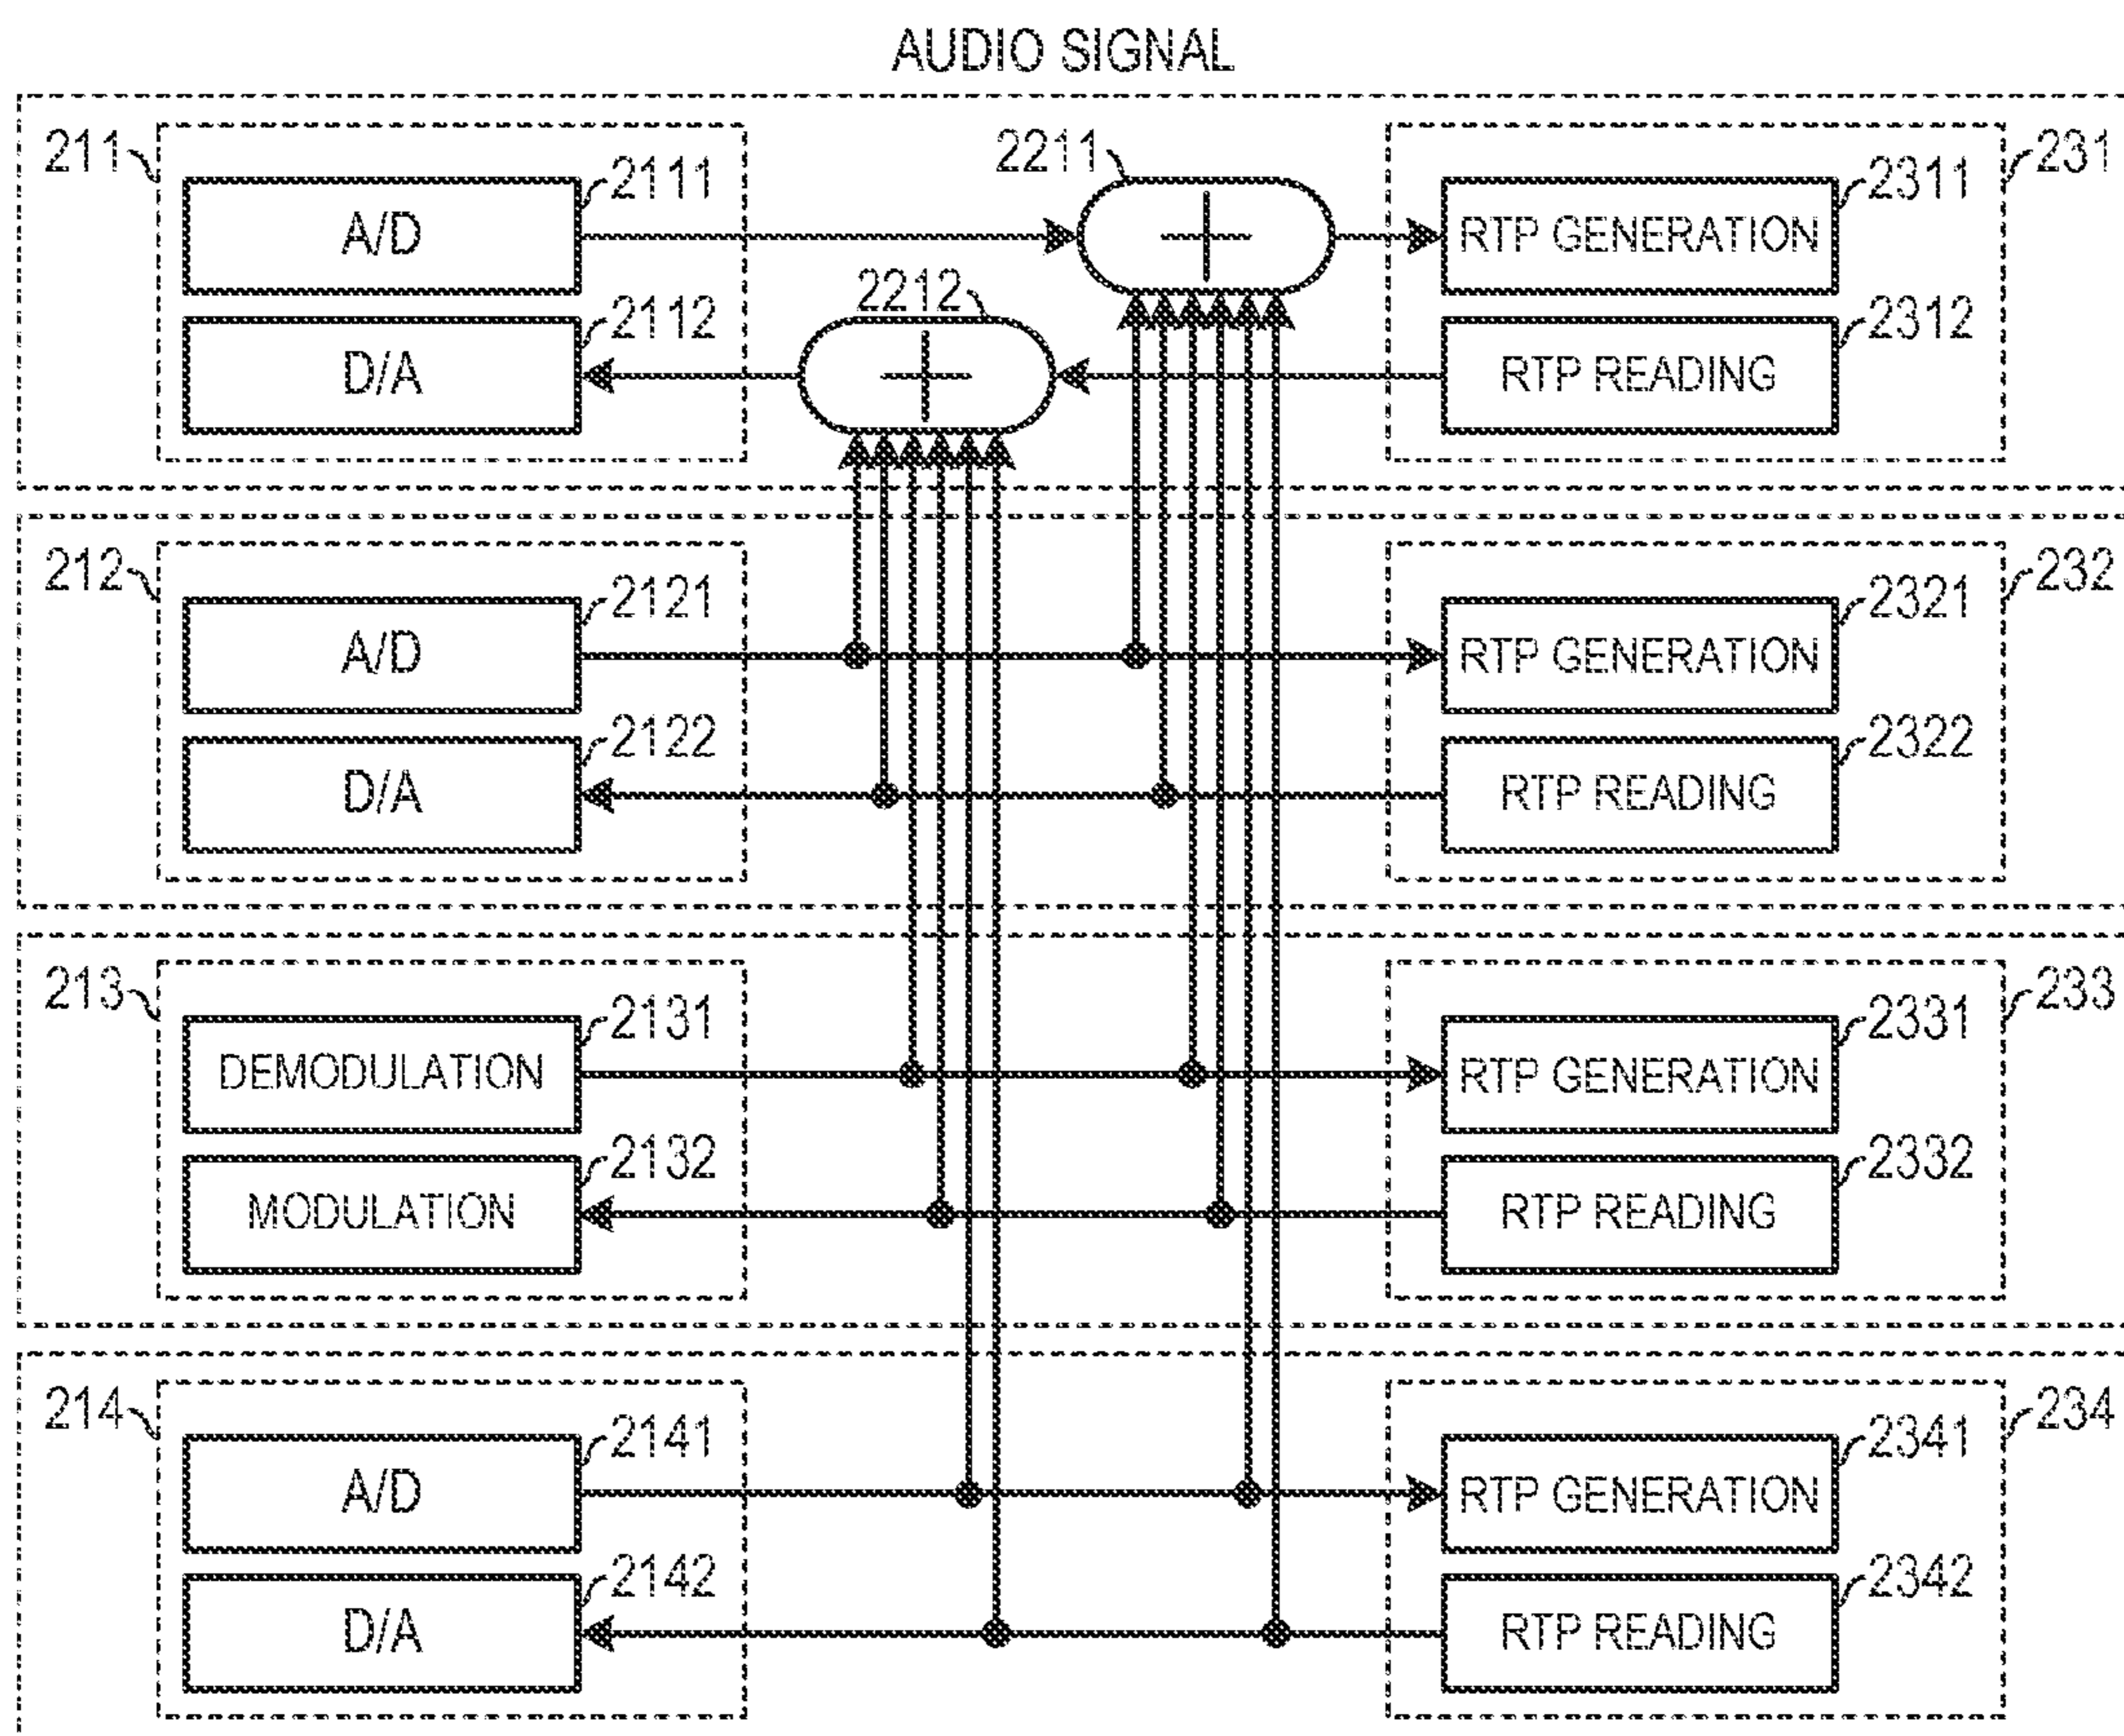 AUDIO SIGNAL
211
2111
A/D
2112
D/A
2211
2212
231
2311
RTP GENERATION
2312
RTP READING
212
2121
A/D
2122
D/A
232
2321
RTP GENERATION
2322
RTP READING
213
2131
DEMODULATION
2132
MODULATION
233
2331
RTP GENERATION
2332
RTP READING
214
2141
A/D
2142
D/A
234
2341
RTP GENERATION
2342
RTP READING